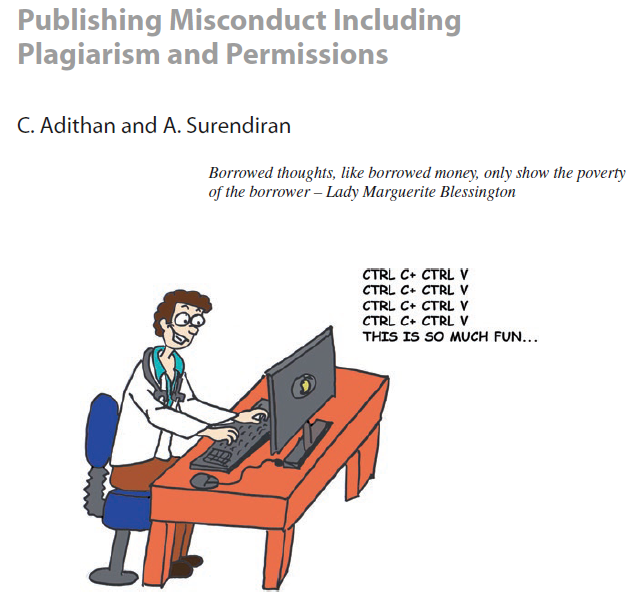 Publishing Misconduct Including
Plagiarism and Permissions
C. Adithan and A. Surendiran
Borrowed thoughts, like borrowed money, only show the poverty
of the borrower – Lady Marguerite Blessington
CTRL C+ CTRL V
CTRL C+ CTRL V
CTRL C+ CTRL V
CTRL C+ CTRL V
THIS IS SO MUCH FUN...